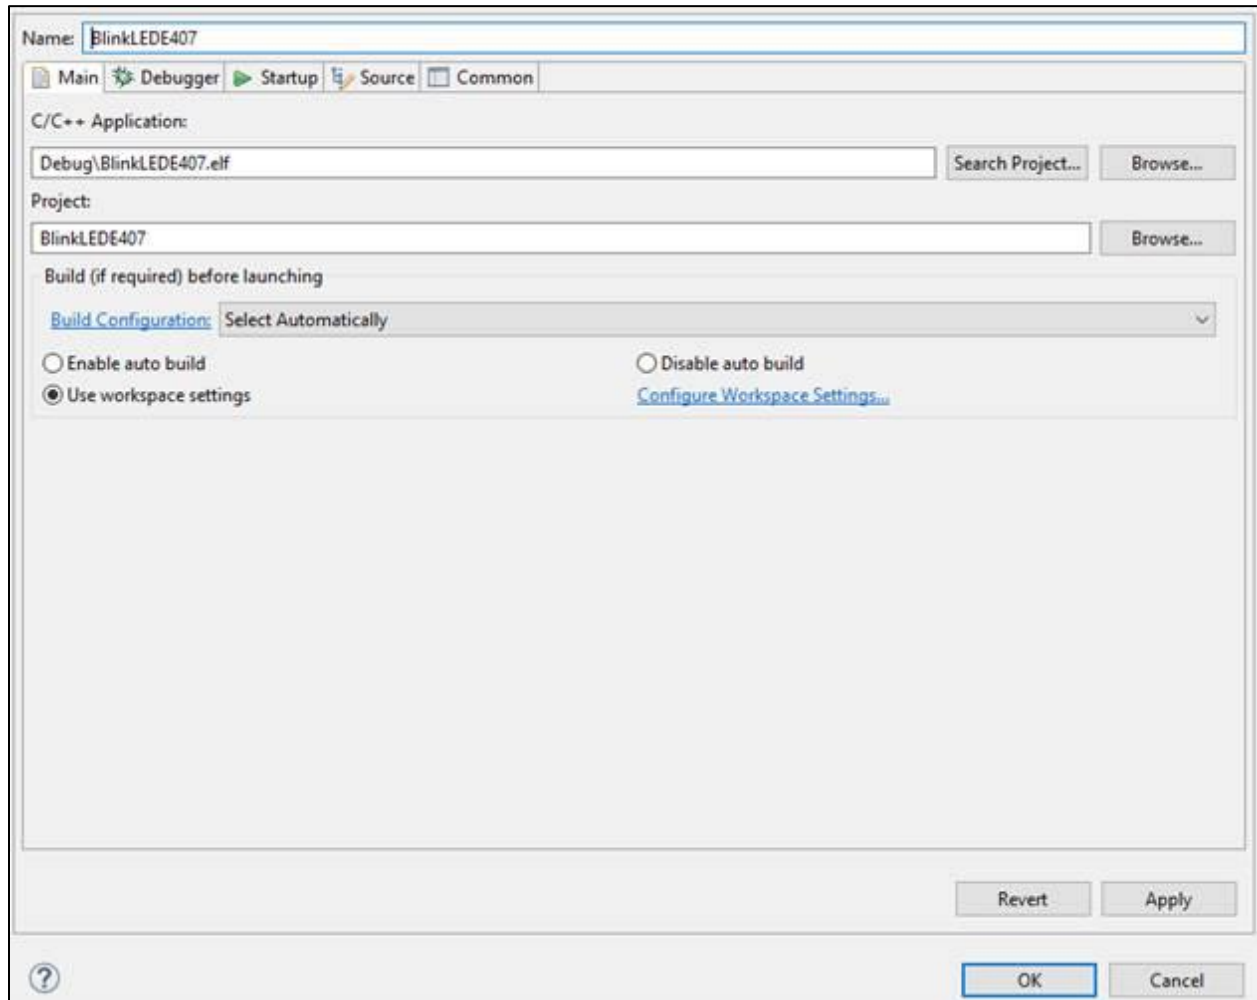 Name: BlinkLEDE407
Main Debugger Startup Source Common
C/C++ Application:
Debug\BlinkLEDE407.elf Search Project... Browse...
Project:
BlinkLEDE407 Browse...
Build (if required) before launching
Build Configuration: Select Automatically
Enable auto build Disable auto build
Use workspace settings Configure Workspace Settings...
Revert Apply
? OK Cancel